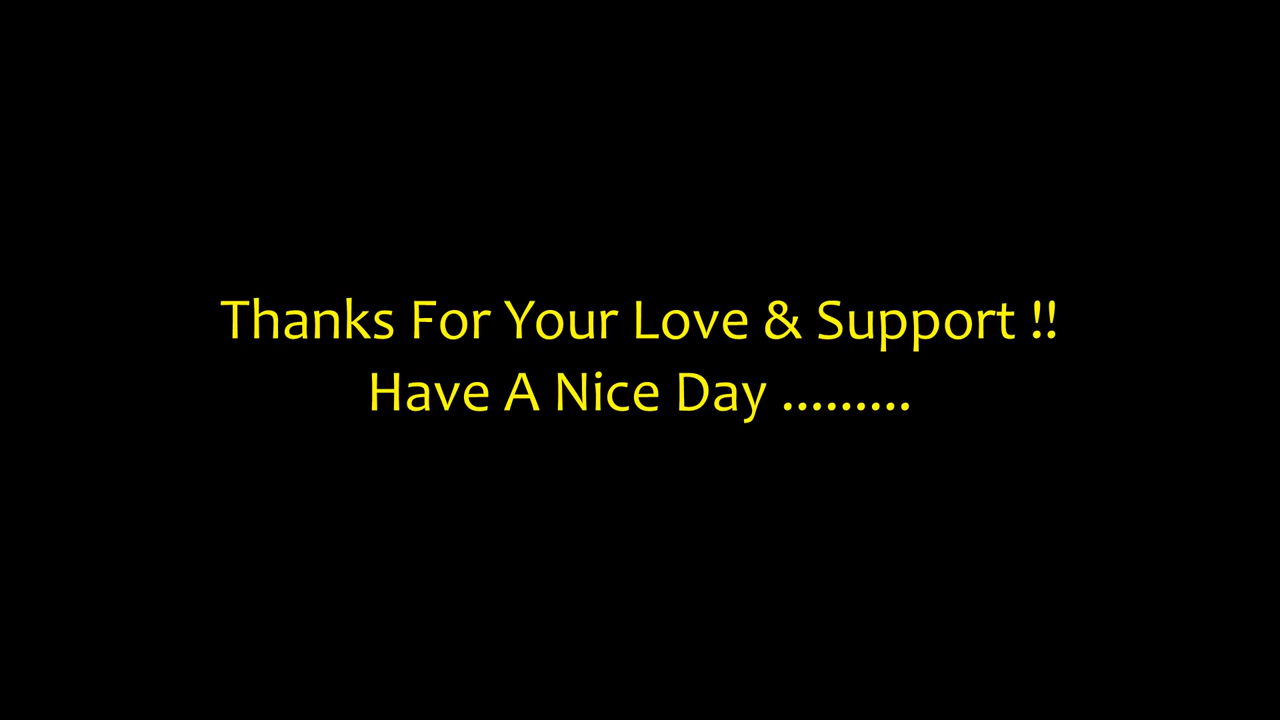 Thanks For Your Love & Support !!
Have A Nice Day .........